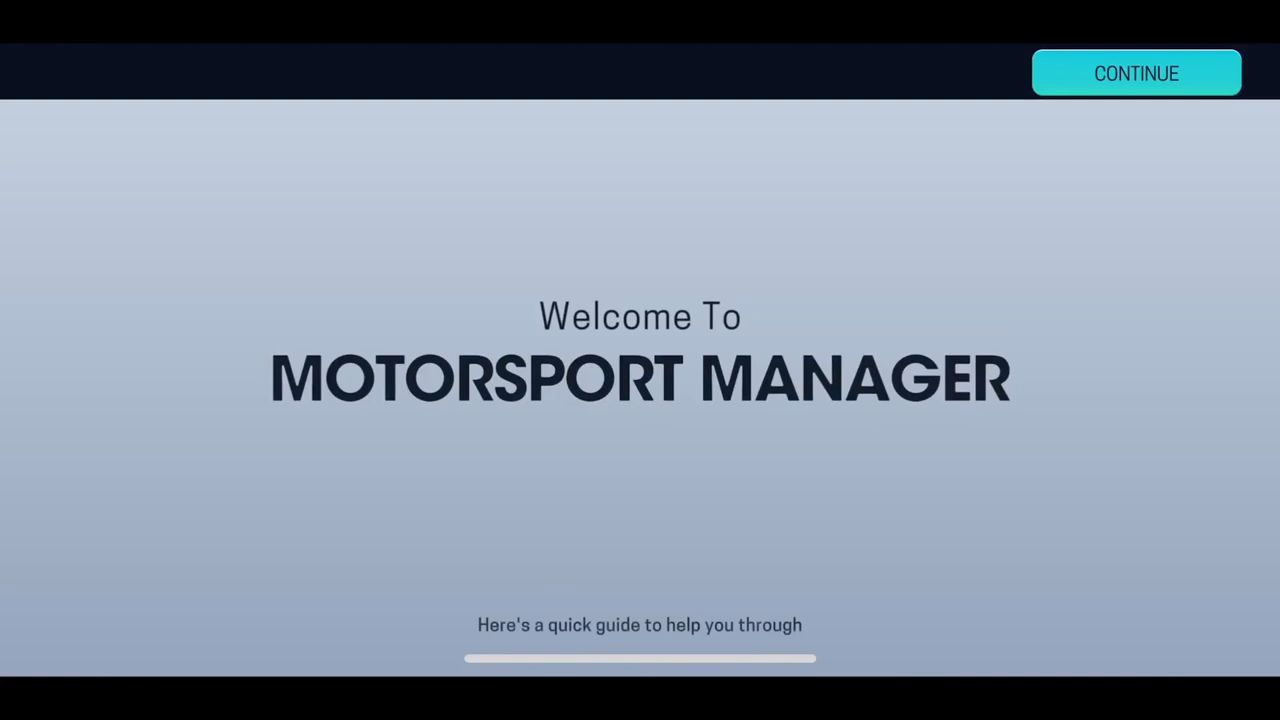 CONTINUE
Welcome To
MOTORSPORT MANAGER
Here's a quick guide to help you through